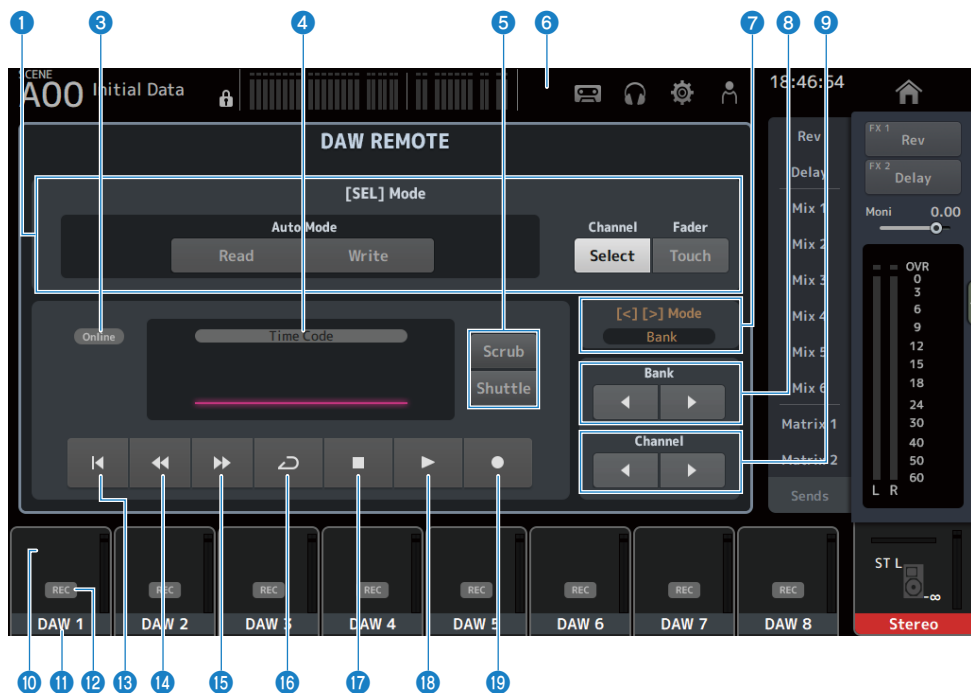 1 3 4 5 6 7 8 9
SCENE
A00 Initial Data
18:46:54
DAW REMOTE
[SEL] Mode
Auto Mode
Read Write
Channel Fader
Select Touch
Online
Time Code
Scrub
Shuttle
[<] [>] Mode
Bank
Bank
Channel
Rev
Delay
Mix 1
Mix 2
Mix 3
Mix 4
Mix 5
Mix 6
Matrix 1
Matrix 2
Sends
FX 1
Rev
FX 2
Delay
Moni 0.00
OVR
0
3
6
9
12
15
18
24
30
40
50
60
L R
REC REC REC REC REC REC REC REC
DAW 1 DAW 2 DAW 3 DAW 4 DAW 5 DAW 6 DAW 7 DAW 8
ST L
-∞
Stereo
10 11 12 13 14 15 16 17 18 19